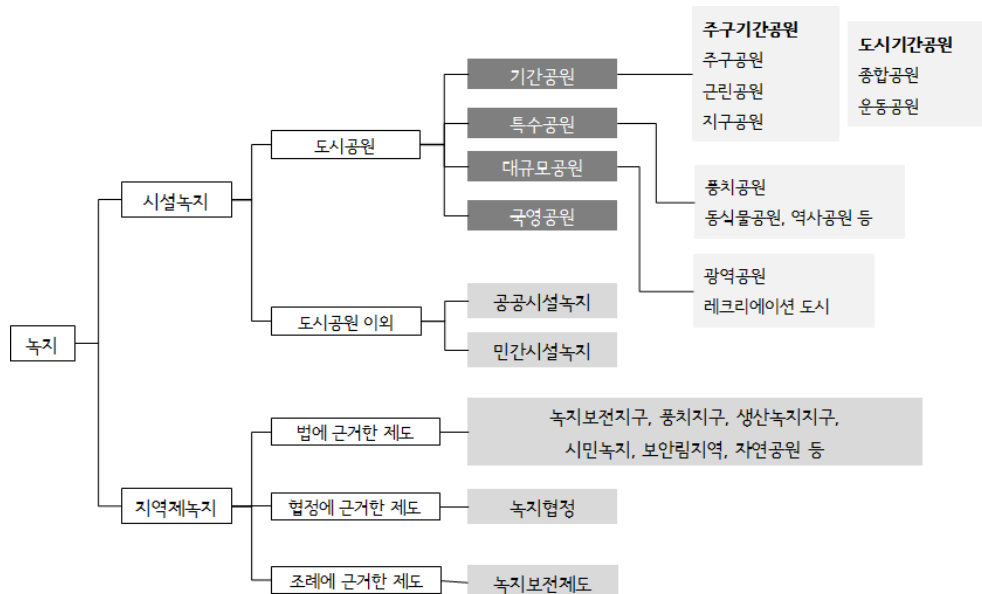 녹지
시설녹지
도시공원
기간공원
주구기간공원
주구공원
근린공원
지구공원
도시기간공원
종합공원
운동공원
특수공원
풍치공원
동식물공원, 역사공원 등
대규모공원
광역공원
레크리에이션 도시
국영공원
도시공원 이외
공공시설녹지
민간시설녹지
지역제녹지
법에 근거한 제도
녹지보전지구, 풍치지구, 생산녹지지구,
시민녹지, 보안림지역, 자연공원 등
협정에 근거한 제도
녹지협정
조례에 근거한 제도
녹지보전제도